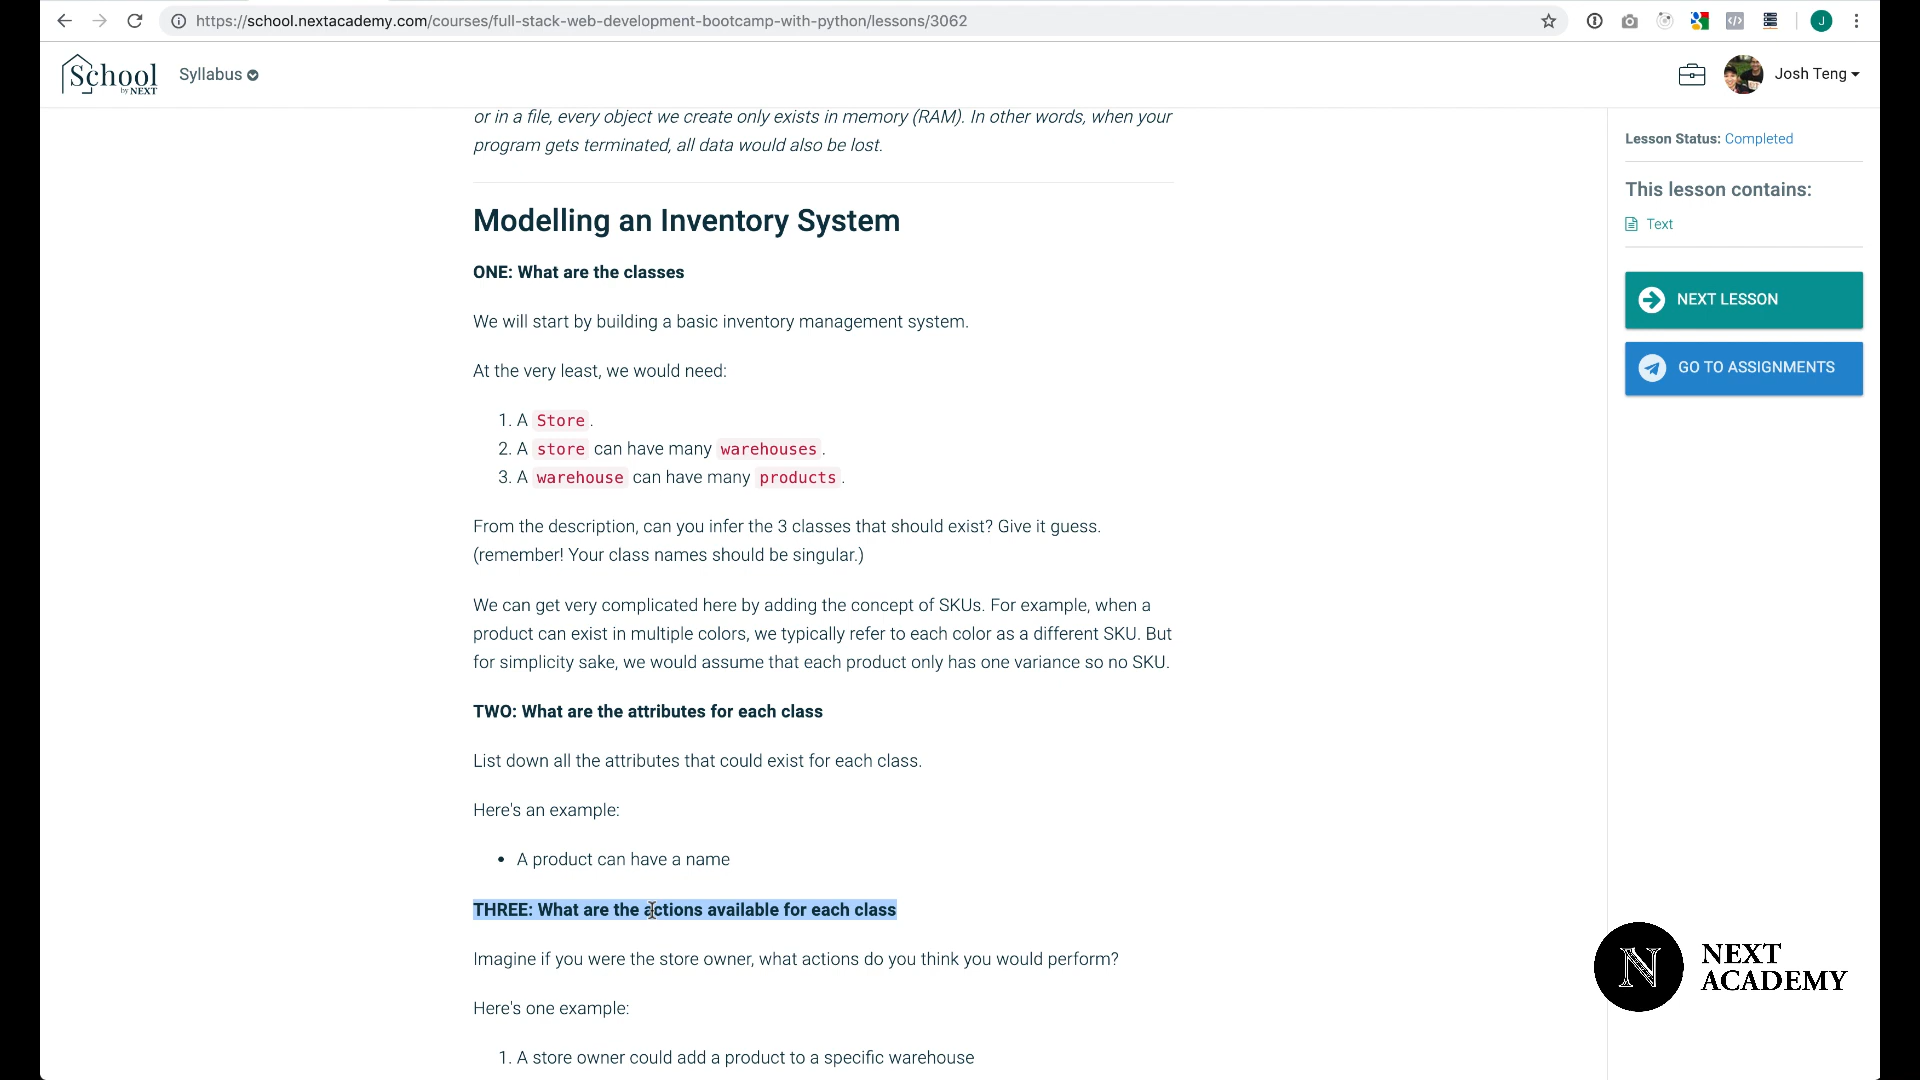 https://school.nextacademy.com/courses/full-stack-web-development-bootcamp-with-python/lessons/3062
J
School
by NEXT
Syllabus
Josh Teng
or in a file, every object we create only exists in memory (RAM). In other words, when your
program gets terminated, all data would also be lost.
Modelling an Inventory System
ONE: What are the classes
We will start by building a basic inventory management system.
At the very least, we would need:
1. A Store.
2. A store can have many warehouses.
3. A warehouse can have many products.
From the description, can you infer the 3 classes that should exist? Give it guess.
(remember! Your class names should be singular.)
We can get very complicated here by adding the concept of SKUs. For example, when a
product can exist in multiple colors, we typically refer to each color as a different SKU. But
for simplicity sake, we would assume that each product only has one variance so no SKU.
TWO: What are the attributes for each class
List down all the attributes that could exist for each class.
Here's an example:
• A product can have a name
THREE: What are the actions available for each class
Imagine if you were the store owner, what actions do you think you would perform?
Here's one example:
1. A store owner could add a product to a specific warehouse
Lesson Status: Completed
This lesson contains:
Text
NEXT LESSON
GO TO ASSIGNMENTS
N
NEXT
ACADEMY